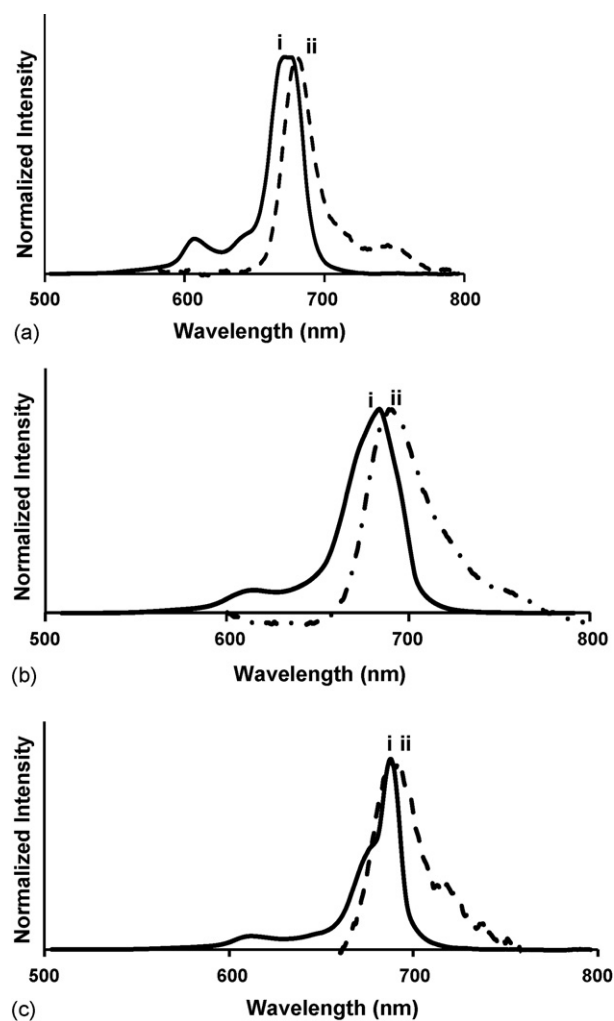 Normalized Intensity
i ii
500 600 700 800
(a) Wavelength (nm)
Normalized Intensity
i ii
500 600 700 800
Wavelength (nm)
(b)
Normalized Intensity
i ii
500 600 700 800
Wavelength (nm)
(c)